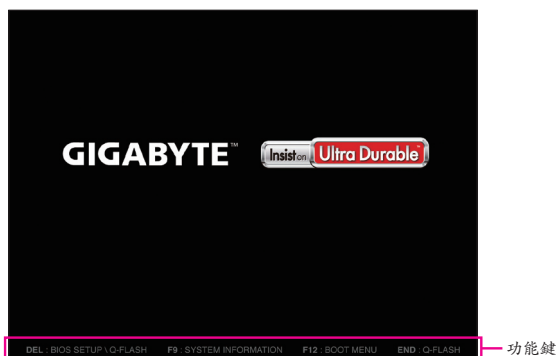 GIGABYTE™
Insist on Ultra Durable™
DEL : BIOS SETUP \ Q-FLASH F9 : SYSTEM INFORMATION F12 : BOOT MENU END : Q-FLASH
功能鍵